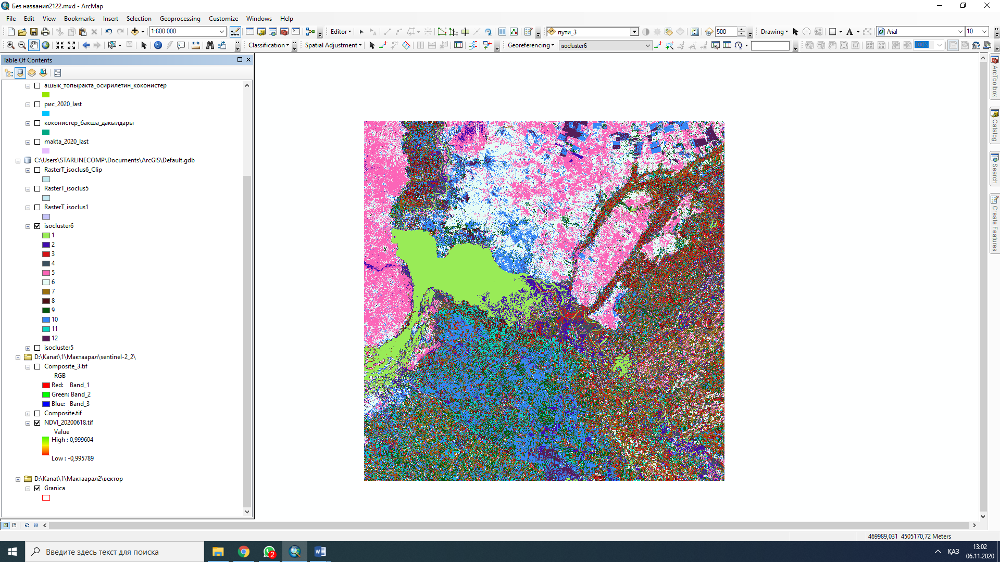 Без названия2122.mxd - ArcMap
File Edit View Bookmarks Insert Selection Geoprocessing Customize Windows Help
1:600 000 Editor пути_3 500 Drawing Arial 10
Classification Spatial Adjustment Georeferencing isocluster6 100%
Table Of Contents
ашык_топыракта_осирилетин_коконистер
рис_2020_last
коконистер_бакша_дакылдары
makta_2020_last
C:\Users\STARLINECOMP\Documents\ArcGIS\Default.gdb
RasterT_isoclus6_Clip
RasterT_isoclus5
RasterT_isoclus1
isocluster6
1
2
3
4
5
6
7
8
9
10
11
12
isocluster5
D:\Kanat\1\Мактаарал\sentinel-2_2\
Composite_3.tif
RGB
Red: Band_1
Green: Band_2
Blue: Band_3
Composite.tif
NDVI_20200618.tif
Value
High : 0,999604
Low : -0,995789
D:\Kanat\1\Мактаарал2\вектор
Granica
ArcToolbox
Catalog
Search
Create Features
469989,031 4505170,72 Meters
Введите здесь текст для поиска
2
W
ҚАЗ
13:02
06.11.2020